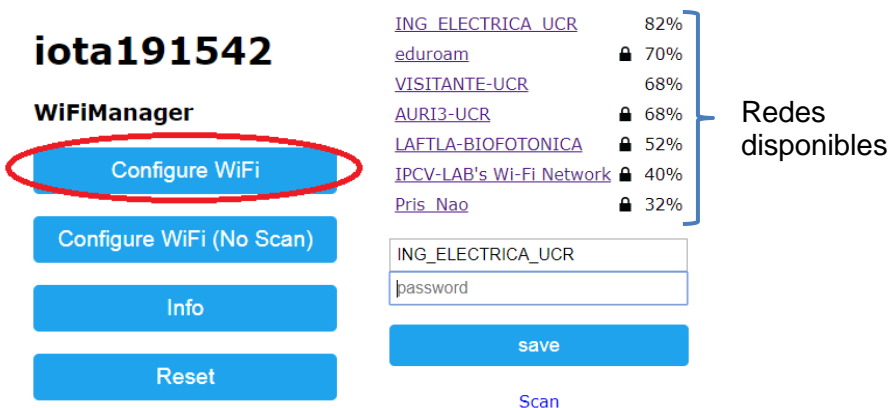 iota191542
WiFiManager
Configure WiFi
Configure WiFi (No Scan)
Info
Reset
ING_ELECTRICA_UCR 82%
eduroam 70%
VISITANTE-UCR 68%
AURI3-UCR 68%
LAFTLA-BIOFOTONICA 52%
IPCV-LAB's Wi-Fi Network 40%
Pris_Nao 32%
ING_ELECTRICA_UCR
password
save
Scan
Redes
disponibles